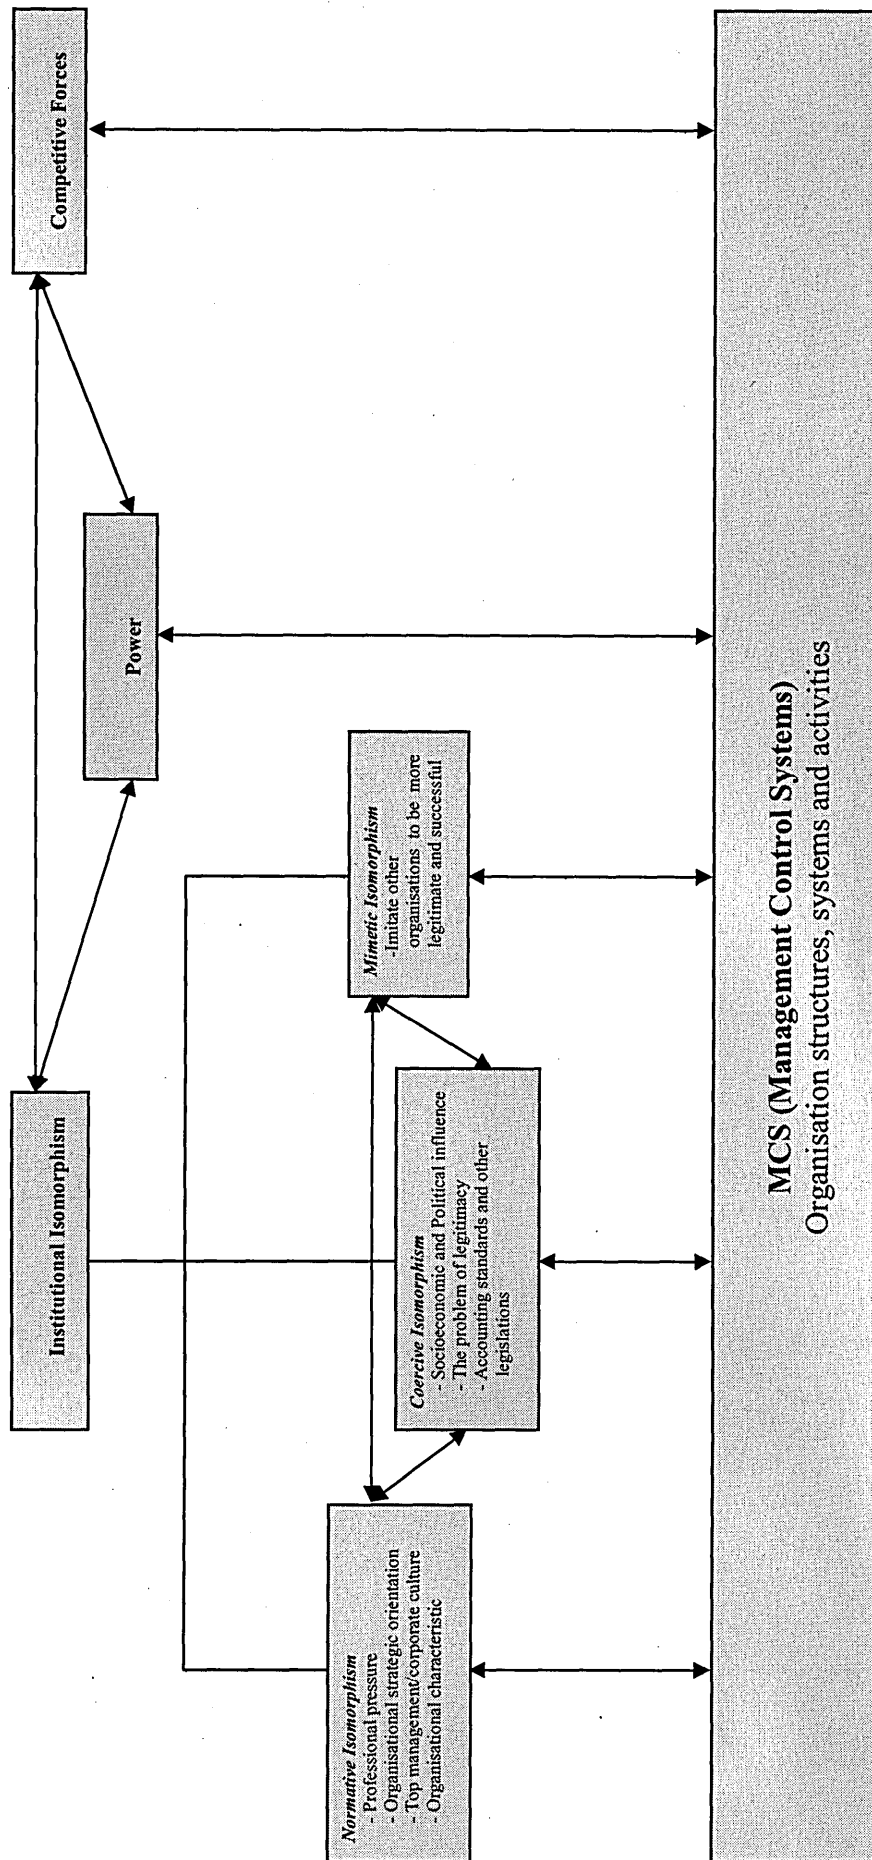 Institutional Isomorphism
Power
Competitive Forces
Normative Isomorphism
- Professional pressure
- Organisational strategic orientation
- Top management/corporate culture
- Organisational characteristic
Coercive Isomorphism
- Socioeconomic and Political influence
- The problem of legitimacy
- Accounting standards and other
legislations
Mimetic Isomorphism
-Imitate other
organisations to be more
legitimate and successful
MCS (Management Control Systems)
Organisation structures, systems and activities